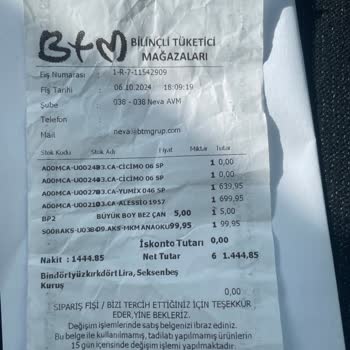 BTM BİLİNÇLİ TÜKETİCİ
MAĞAZALARI
Fiş Numarası : 1-R-7-11542909
Fiş Tarihi : 06.10.2024 18:09:19
Şube : 038 - 038 Neva AVM
Telefon :
Mail : neva@btmgrup.com
Stok Kodu Stok Adı Fiyat Miktar Tutar
1 0,00
1 0,00
1 639,95
1 699,95
BP2 BÜYÜK BOY BEZ ÇAN 5,00 1 5,00
99,95 1 99,95
İskonto Tutarı 0,00
Nakit : 1444.85 Net Tutar 6 1.444,85
Bindörtyüzkırkdört Lira, Seksenbeş
Kuruş
0,00
SİPARİŞ FİŞİ / BİZİ TERCİH ETTİĞİNİZ İÇİN TEŞEKKÜR
EDER,YİNE BEKLERİZ.
Değişim işlemlerinde satış belgenizi ibraz ediniz.
Bu belge ile kullanılmamış, tadilatı yapılmamış ürünlerin
15 gün içerisinde değişim işlemi yapılmaktadır.